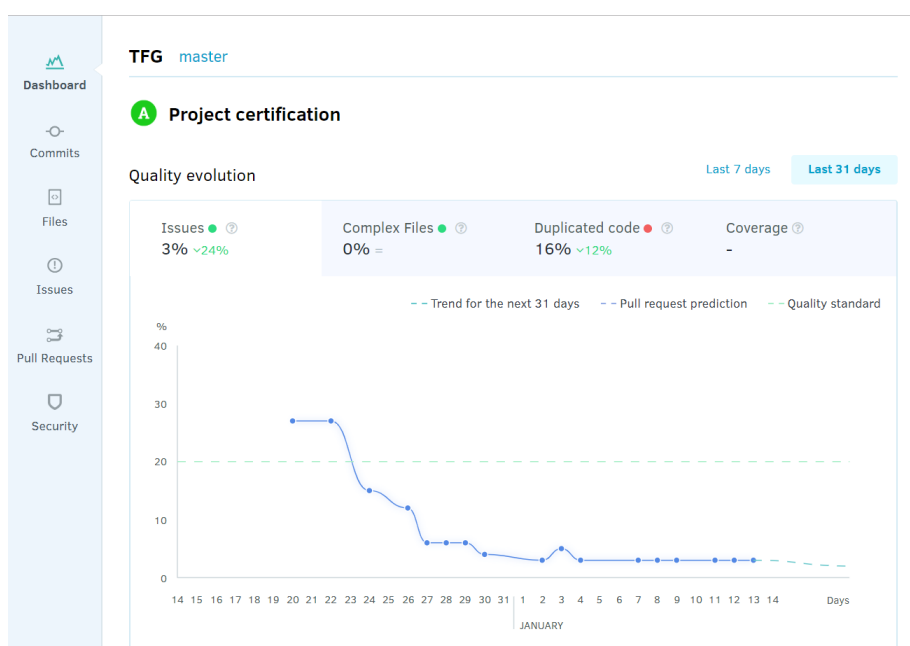 TFG master
Dashboard
A Project certification
Commits
Quality evolution
Last 7 days
Last 31 days
Files
Issues
3% 24%
Complex Files
0% =
Duplicated code
16% 12%
Coverage
-
Issues
Trend for the next 31 days
Pull request prediction
Quality standard
Pull Requests
Security
%
40
30
20
10
0
14 15 16 17 18 19 20 21 22 23 24 25 26 27 28 29 30 31 1 2 3 4 5 6 7 8 9 10 11 12 13 14 Days
JANUARY